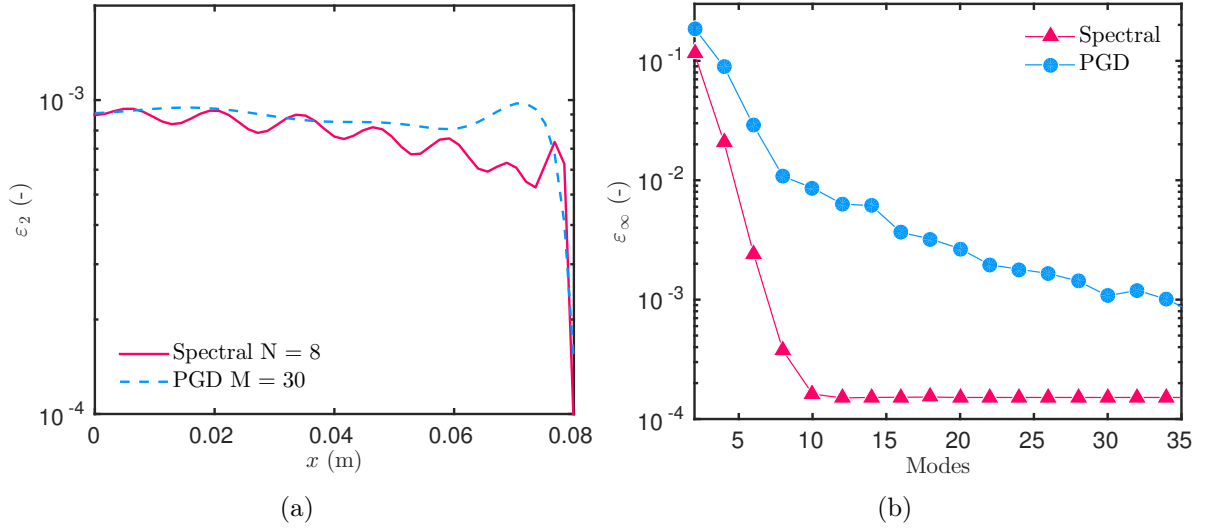 10^{-3}
10^{-4}
ε_2 (-)
Spectral N = 8
PGD M = 30
0
0.02
0.04
0.06
0.08
x (m)
(a)
10^{-1}
10^{-2}
10^{-3}
10^{-4}
ε_∞ (-)
Spectral
PGD
5
10
15
20
25
30
35
Modes
(b)